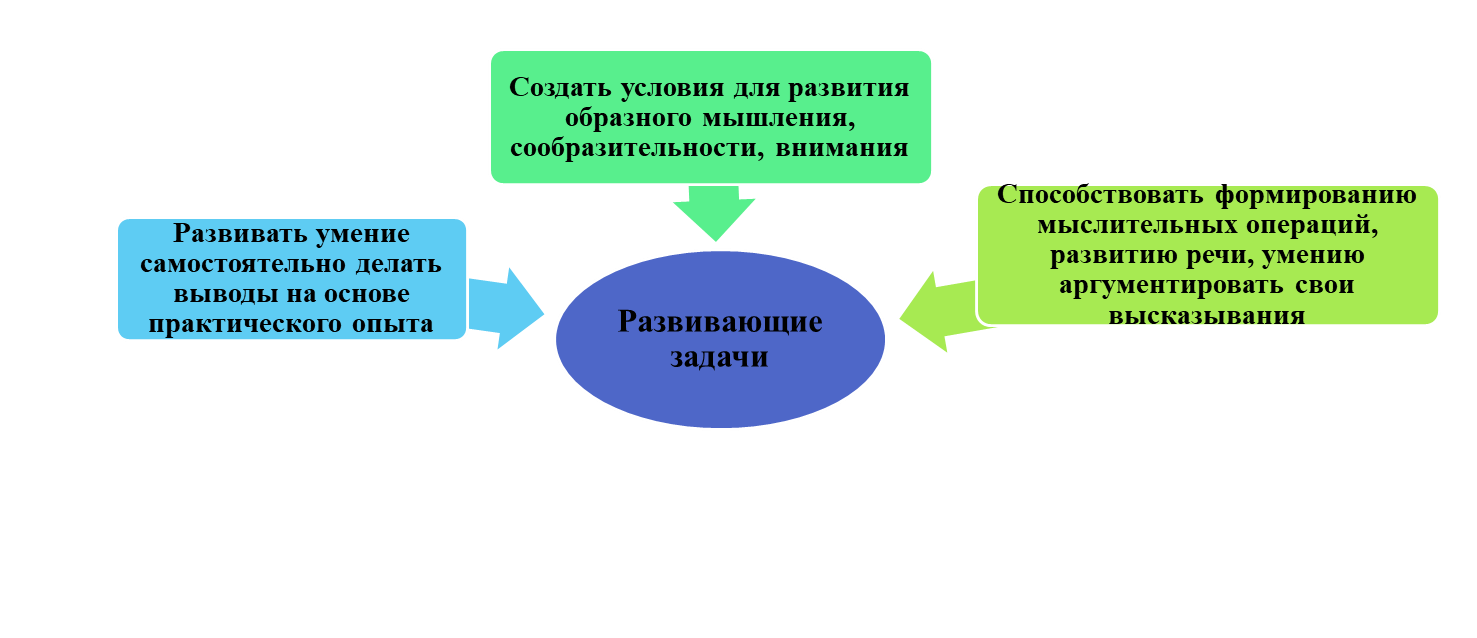 Создать условия для развития
образного мышления,
сообразительности, внимания
Развивать умение
самостоятельно делать
выводы на основе
практического опыта
Способствовать формированию
мыслительных операций,
развитию речи, умению
аргументировать свои
высказывания
Развивающие
задачи